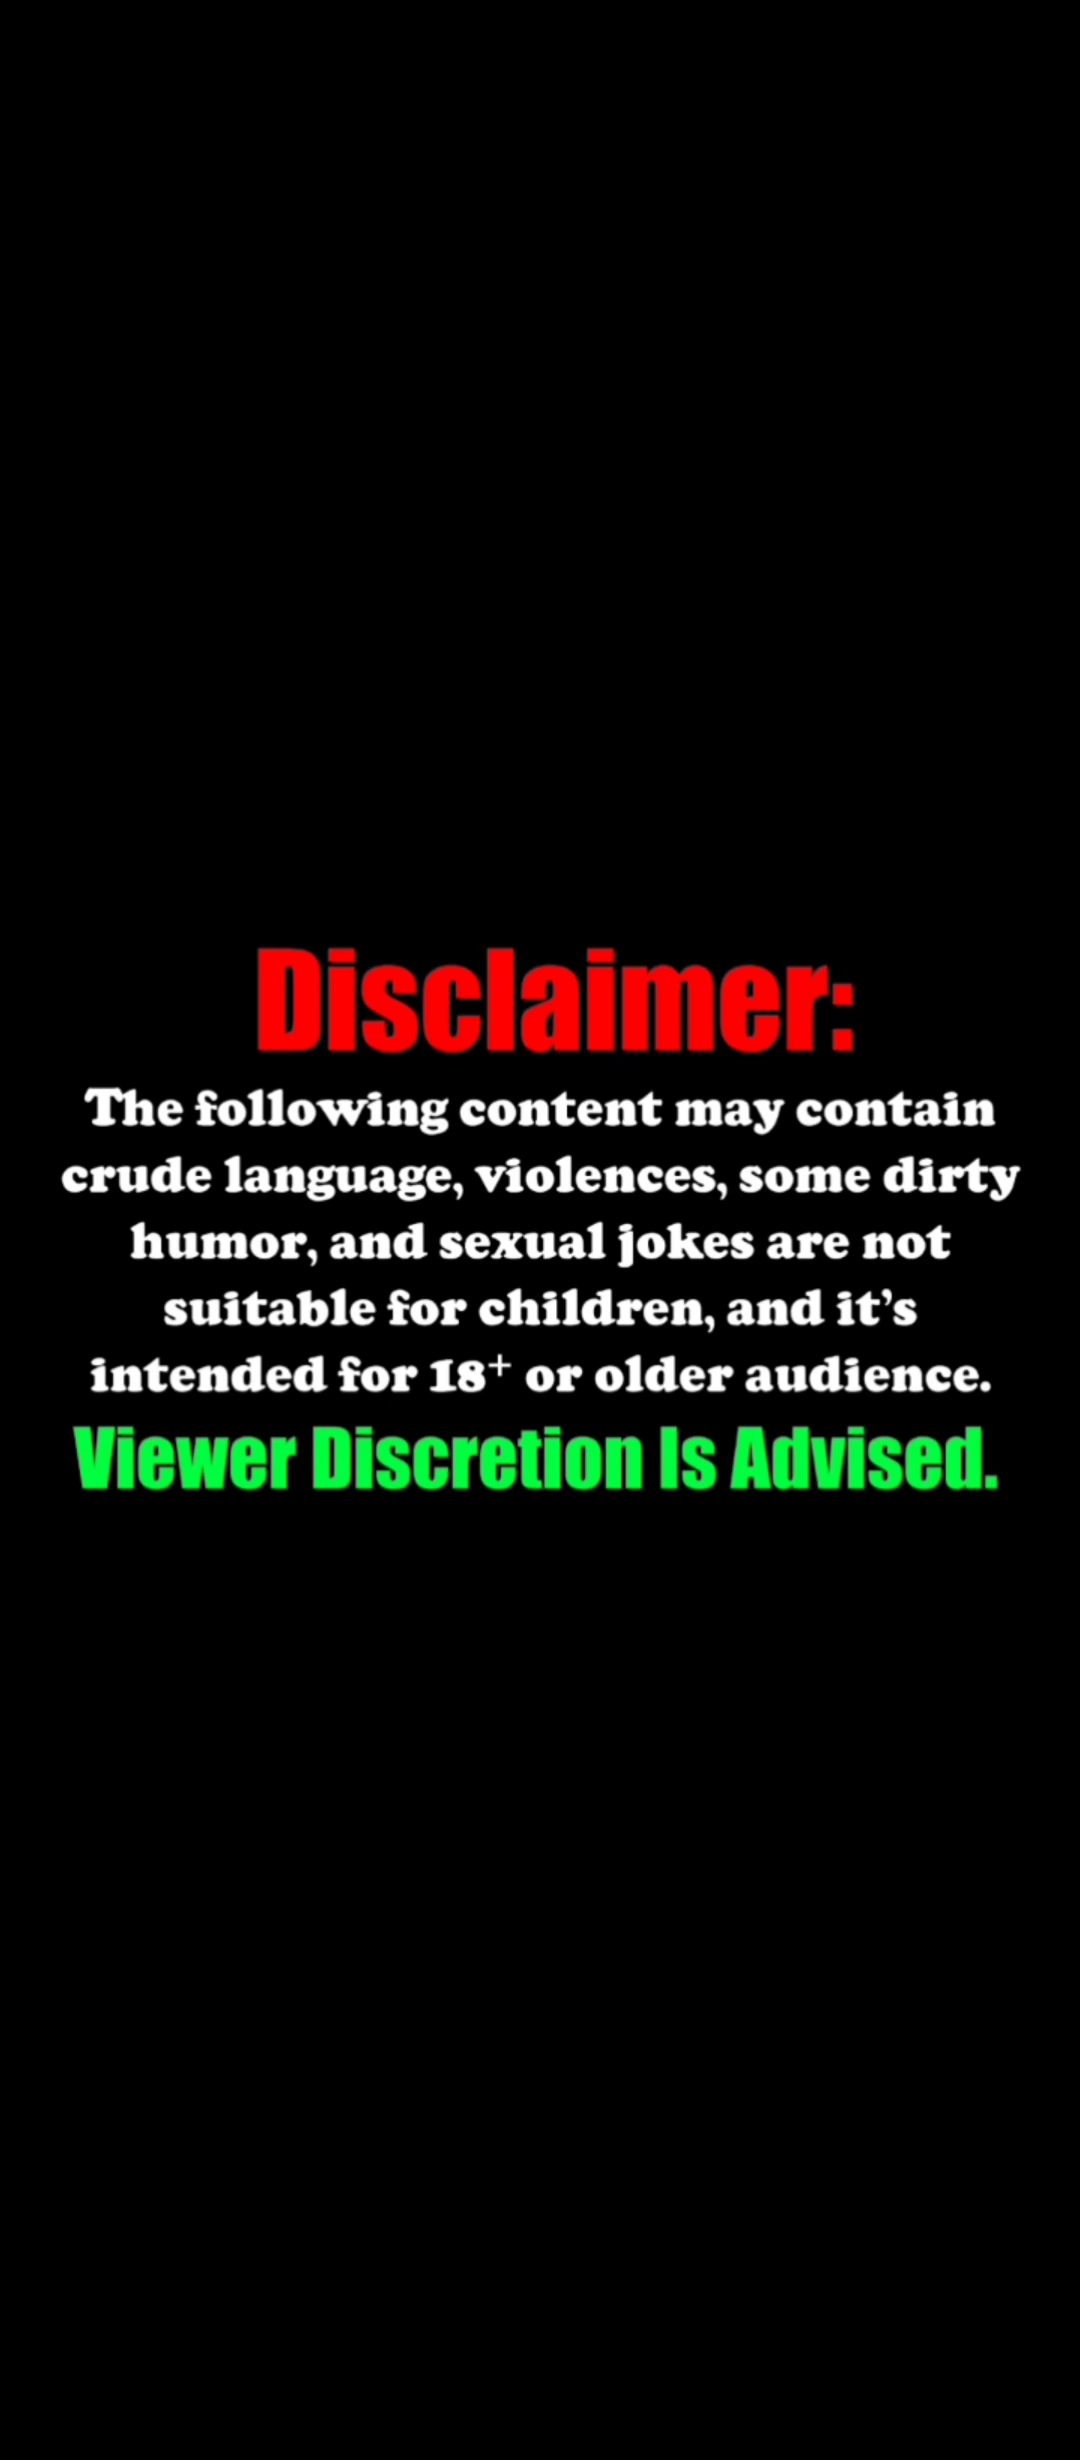 Disclaimer:
The following content may contain
crude language, violences, some dirty
humor, and sexual jokes are not
suitable for children, and it’s
intended for 18⁺ or older audience.
Viewer Discretion Is Advised.